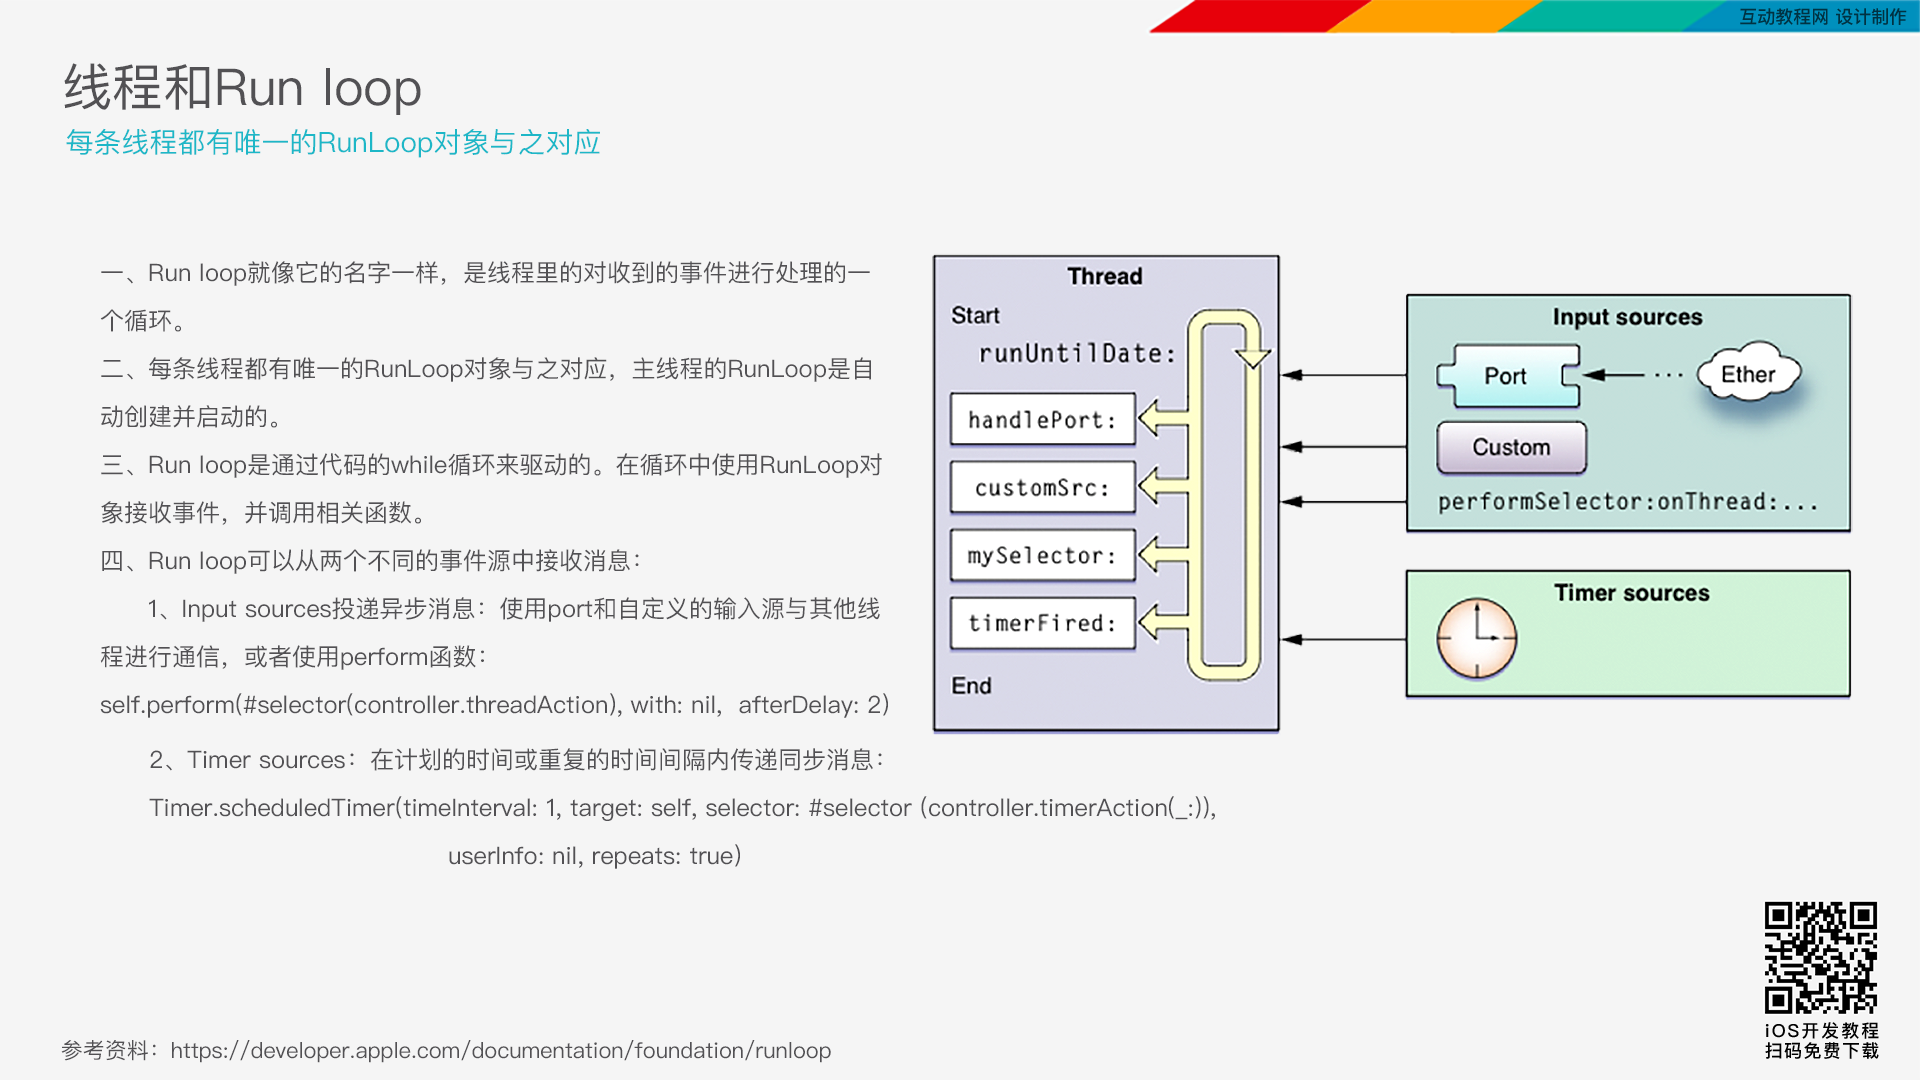 互动教程网 设计制作
线程和Run loop
每条线程都有唯一的RunLoop对象与之对应
一、Run loop就像它的名字一样，是线程里的对收到的事件进行处理的一
个循环。
二、每条线程都有唯一的RunLoop对象与之对应，主线程的RunLoop是自
动创建并启动的。
三、Run loop是通过代码的while循环来驱动的。在循环中使用RunLoop对
象接收事件，并调用相关函数。
四、Run loop可以从两个不同的事件源中接收消息：
1、Input sources投递异步消息：使用port和自定义的输入源与其他线
程进行通信，或者使用perform函数：
self.perform(#selector(controller.threadAction), with: nil,  afterDelay: 2)
2、Timer sources：在计划的时间或重复的时间间隔内传递同步消息：
Timer.scheduledTimer(timeInterval: 1, target: self, selector: #selector (controller.timerAction(_:)),
userInfo: nil, repeats: true)
Thread
Start
runUntilDate:
handlePort:
customSrc:
mySelector:
timerFired:
End
Input sources
Port
Ether
Custom
performSelector:onThread:...
Timer sources
iOS开发教程
扫码免费下载
参考资料：https://developer.apple.com/documentation/foundation/runloop